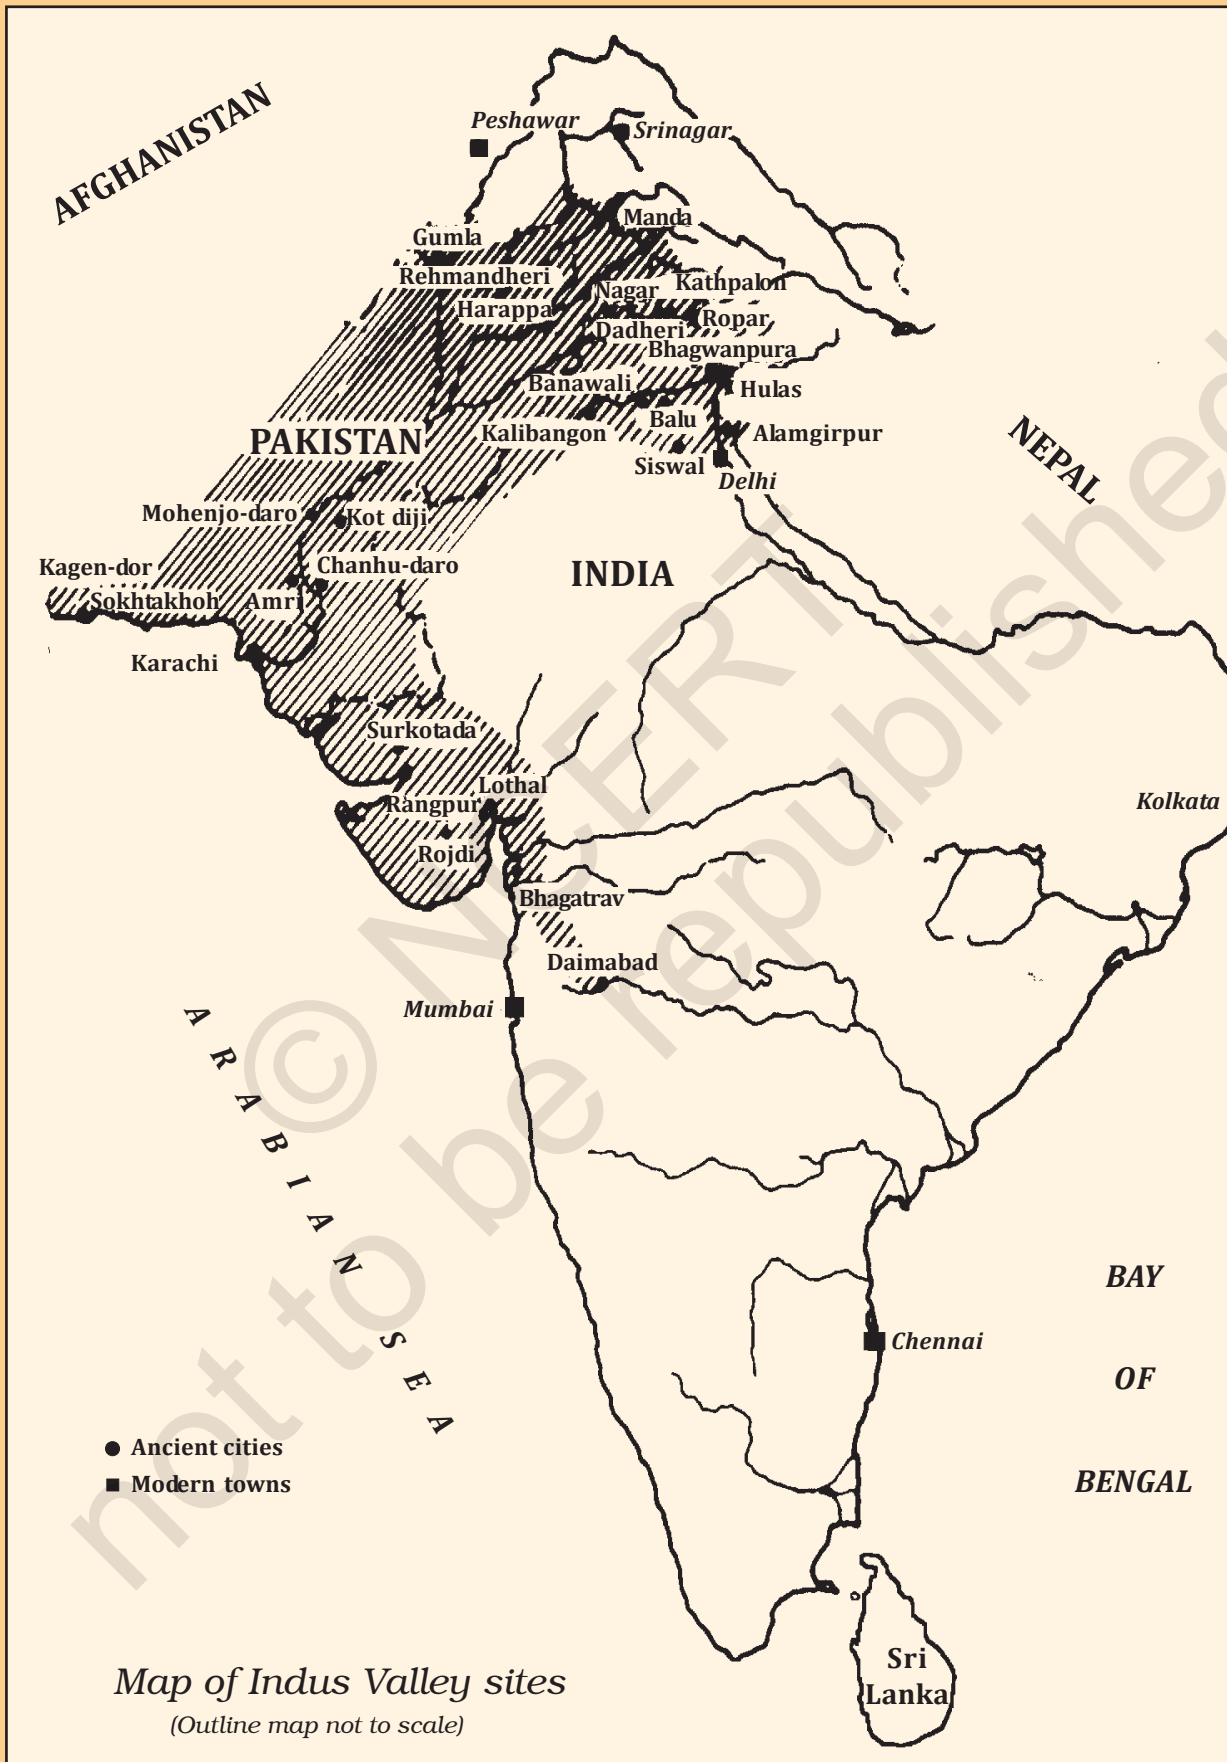 AFGHANISTAN
Peshawar
Srinagar
Manda
Gumla
Rehmandheri
Kathpalon
Nagar
Harappa
Ropar
Dadheri
Bhagwanpura
Banawali
Hulas
Balu
Kalibangon
Alamgirpur
PAKISTAN
Siswal
Delhi
NEPAL
Mohenjo-daro
Kot diji
Kagen-dor
Chanhu-daro
INDIA
Sokhtakhoh
Amri
Karachi
Surkotada
Lothal
Rangpur
Kolkata
Rojdi
Bhagatrav
Daimabad
Mumbai
ARABIAN SEA
BAY
OF
BENGAL
Chennai
Ancient cities
Modern towns
Sri
Lanka
Map of Indus Valley sites
(Outline map not to scale)
© NCERT
not to be republished